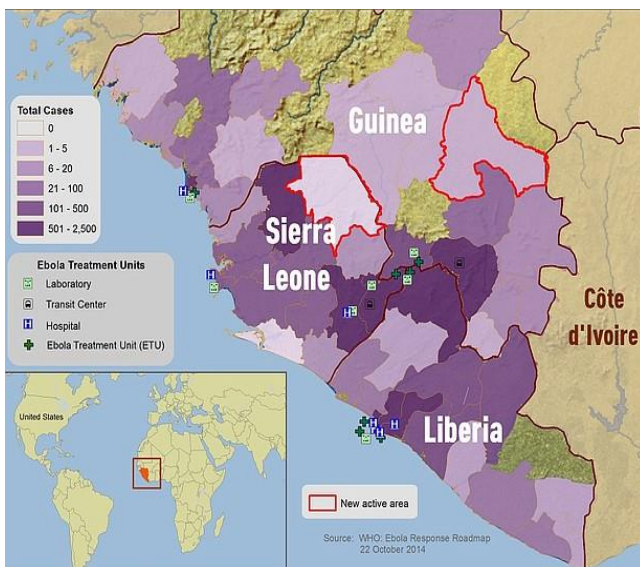 Total Cases
0
1 - 5
6 - 20
21 - 100
101 - 500
501 - 2,500
Ebola Treatment Units
Laboratory
Transit Center
Hospital
Ebola Treatment Unit (ETU)
Guinea
Sierra
Leone
Côte
d'Ivoire
Liberia
United States
New active area
Source: WHO: Ebola Response Roadmap
22 October 2014